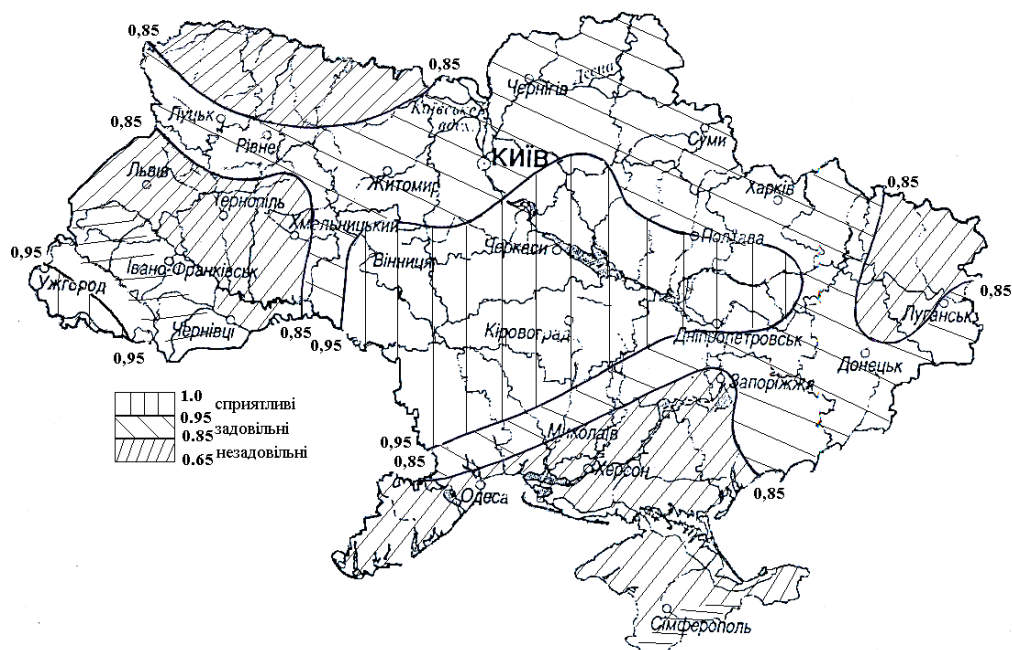 0,85
0,85
Десна
Чернігів
Київське
вдсх.
Луцьк
0,85
Рівне
Суми
КИЇВ
Львів
Житомир
Харків
0,85
Тернопіль
Хмельницький
Полтава
Черкаси
0,95
Вінниця
Івано-Франківськ
Ужгород
0,85
Луганськ
Чернівці
0,85
0,95
Кіровоград
Дніпропетровськ
0,95
Донецьк
Запоріжжя
1.0
сприятливі
0.95
задовільні
0.85
незадовільні
0.65
Миколаїв
0,95
0,85
Херсон
Одеса
0,85
Сімферополь